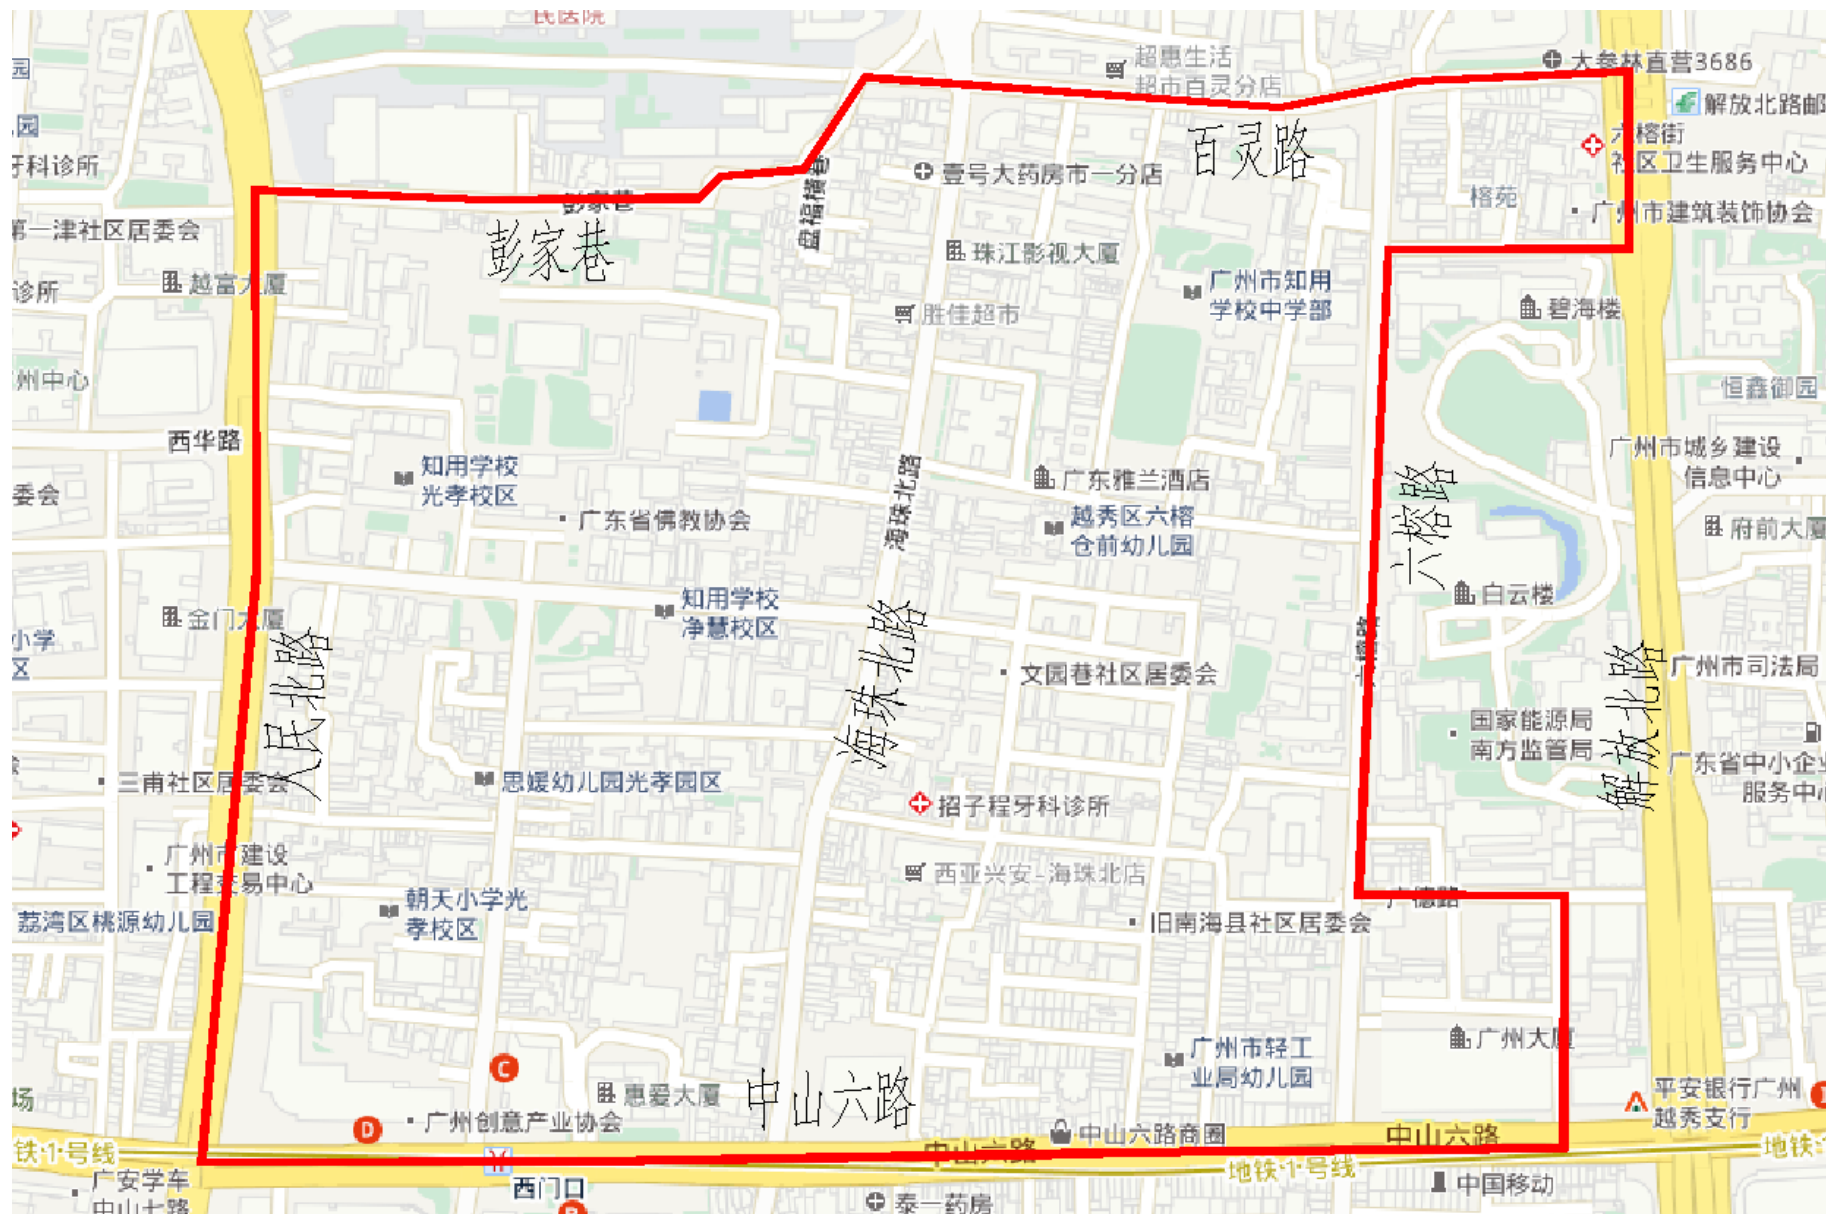 民医院
超惠生活
超市百灵分店
大参林直营3686
解放北路邮
六榕街
社区卫生服务中心
百灵路
壹号大药房市一分店
牙科诊所
榕苑
广州市建筑装饰协会
彭家巷
盘福横巷
第一津社区居委会
彭家巷
珠江影视大厦
越富大厦
诊所
广州市知用
学校中学部
胜佳超市
碧海楼
州中心
恒鑫御园
西华路
知用学校
光孝校区
海珠北路
广东雅兰酒店
广州市城乡建设
信息中心
委会
广东省佛教协会
越秀区六榕
仓前幼儿园
六榕路
府前大厦
金门大厦
知用学校
净慧校区
白云楼
小学
区
人民北路
海珠北路
文园巷社区居委会
六榕路
解放北路
广州市司法局
国家能源局
南方监管局
三甫社区居委会
思媛幼儿园光孝园区
招子程牙科诊所
广东省中小企业
服务中心
广州市建设
工程交易中心
西亚兴安-海珠北店
朝天小学光
孝校区
荔湾区桃源幼儿园
广德路
旧南海县社区居委会
广州大厦
C
广州市轻工
业局幼儿园
惠爱大厦
中山六路
场
平安银行广州
越秀支行
D
广州创意产业协会
中山六路商圈
中山六路
中山六路
铁1号线
地铁1号线
地铁1
西门口
广安学车
中山七路
泰一药房
中国移动
B